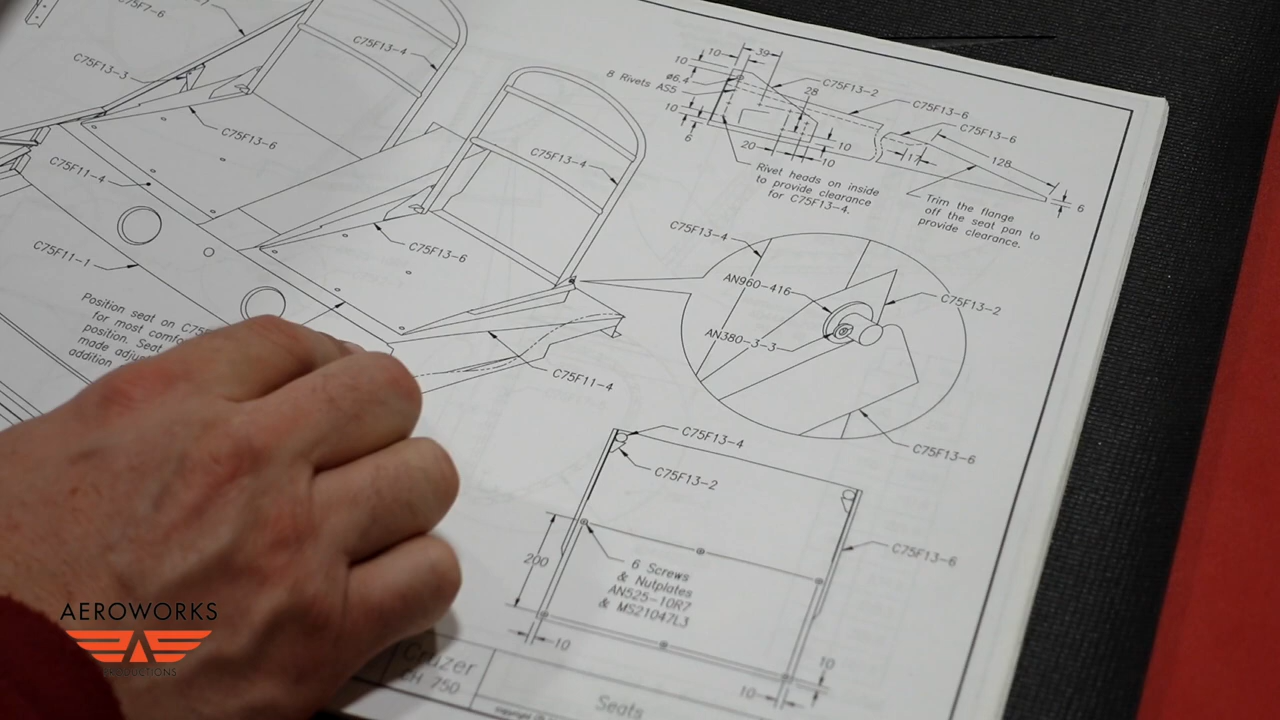 C75F7-6
C75F13-3
C75F13-4
C75F13-6
C75F11-4
C75F11-1
Position seat on
for most
position. Seat
made
addition
C75F13-4
C75F13-6
C75F11-4
10
39
10
ø6.4
8 Rivets AS5
10
6
C75F13-2
28
C75F13-6
C75F13-6
10
20
10
17
128
6
Rivet heads on inside
to provide clearance
for C75F13-4.
Trim the flange
off the seat pan to
provide clearance.
C75F13-4
AN960-416
AN380-3-3
C75F13-2
C75F13-6
C75F13-4
C75F13-2
C75F13-6
200
6 Screws
& Nutplates
AN525-10R7
& MS21047L3
10
10
10
Cruzer
CH 750
Seats
AEROWORKS
PRODUCTIONS